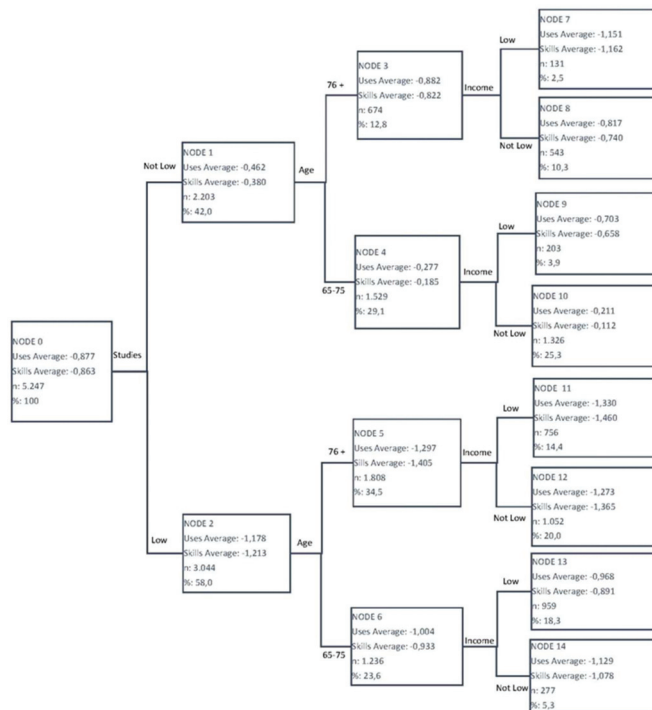 NODE 7
Uses Average: -1,151
Skills Average: -1,162
n: 131
%: 2,5
Low
NODE 3
Uses Average: -0,882
Skills Average: -0,822
n: 674
%: 12,8
76 +
Income
NODE 8
Uses Average: -0,817
Skills Average: -0,740
n: 543
%: 10,3
Not Low
NODE 1
Uses Average: -0,462
Skills Average: -0,380
n: 2.203
%: 42,0
Not Low
Age
NODE 9
Uses Average: -0,703
Skills Average: -0,658
n: 203
%: 3,9
Low
NODE 4
Uses Average: -0,277
Skills Average: -0,185
n: 1.529
%: 29,1
65-75
Income
NODE 10
Uses Average: -0,211
Skills Average: -0,112
n: 1.326
%: 25,3
Not Low
NODE 0
Uses Average: -0,877
Skills Average: -0,863
n: 5.247
%: 100
Studies
NODE 11
Uses Average: -1,330
Skills Average: -1,460
n: 756
%: 14,4
Low
NODE 5
Uses Average: -1,297
Sills Average: -1,405
n: 1.808
%: 34,5
76 +
Income
NODE 12
Uses Average: -1,273
Skills Average: -1,365
n: 1.052
%: 20,0
Not Low
NODE 2
Uses Average: -1,178
Skills Average: -1,213
n: 3.044
%: 58,0
Low
Age
NODE 13
Uses Average: -0,968
Skills Average: -0,891
n: 959
%: 18,3
Low
NODE 6
Uses Average: -1,004
Skills Average: -0,933
n: 1.236
%: 23,6
65-75
Income
NODE 14
Uses Average: -1,129
Skills Average: -1,078
n: 277
%: 5,3
Not Low